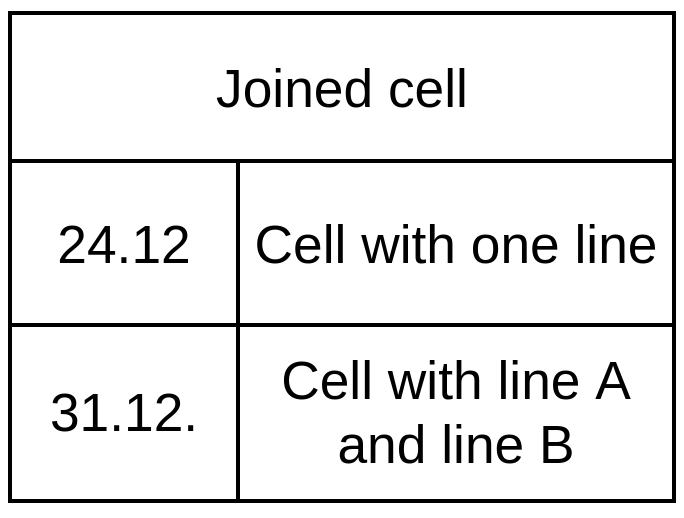 Joined cell
24.12
Cell with one line
31.12.
Cell with line A
and line B